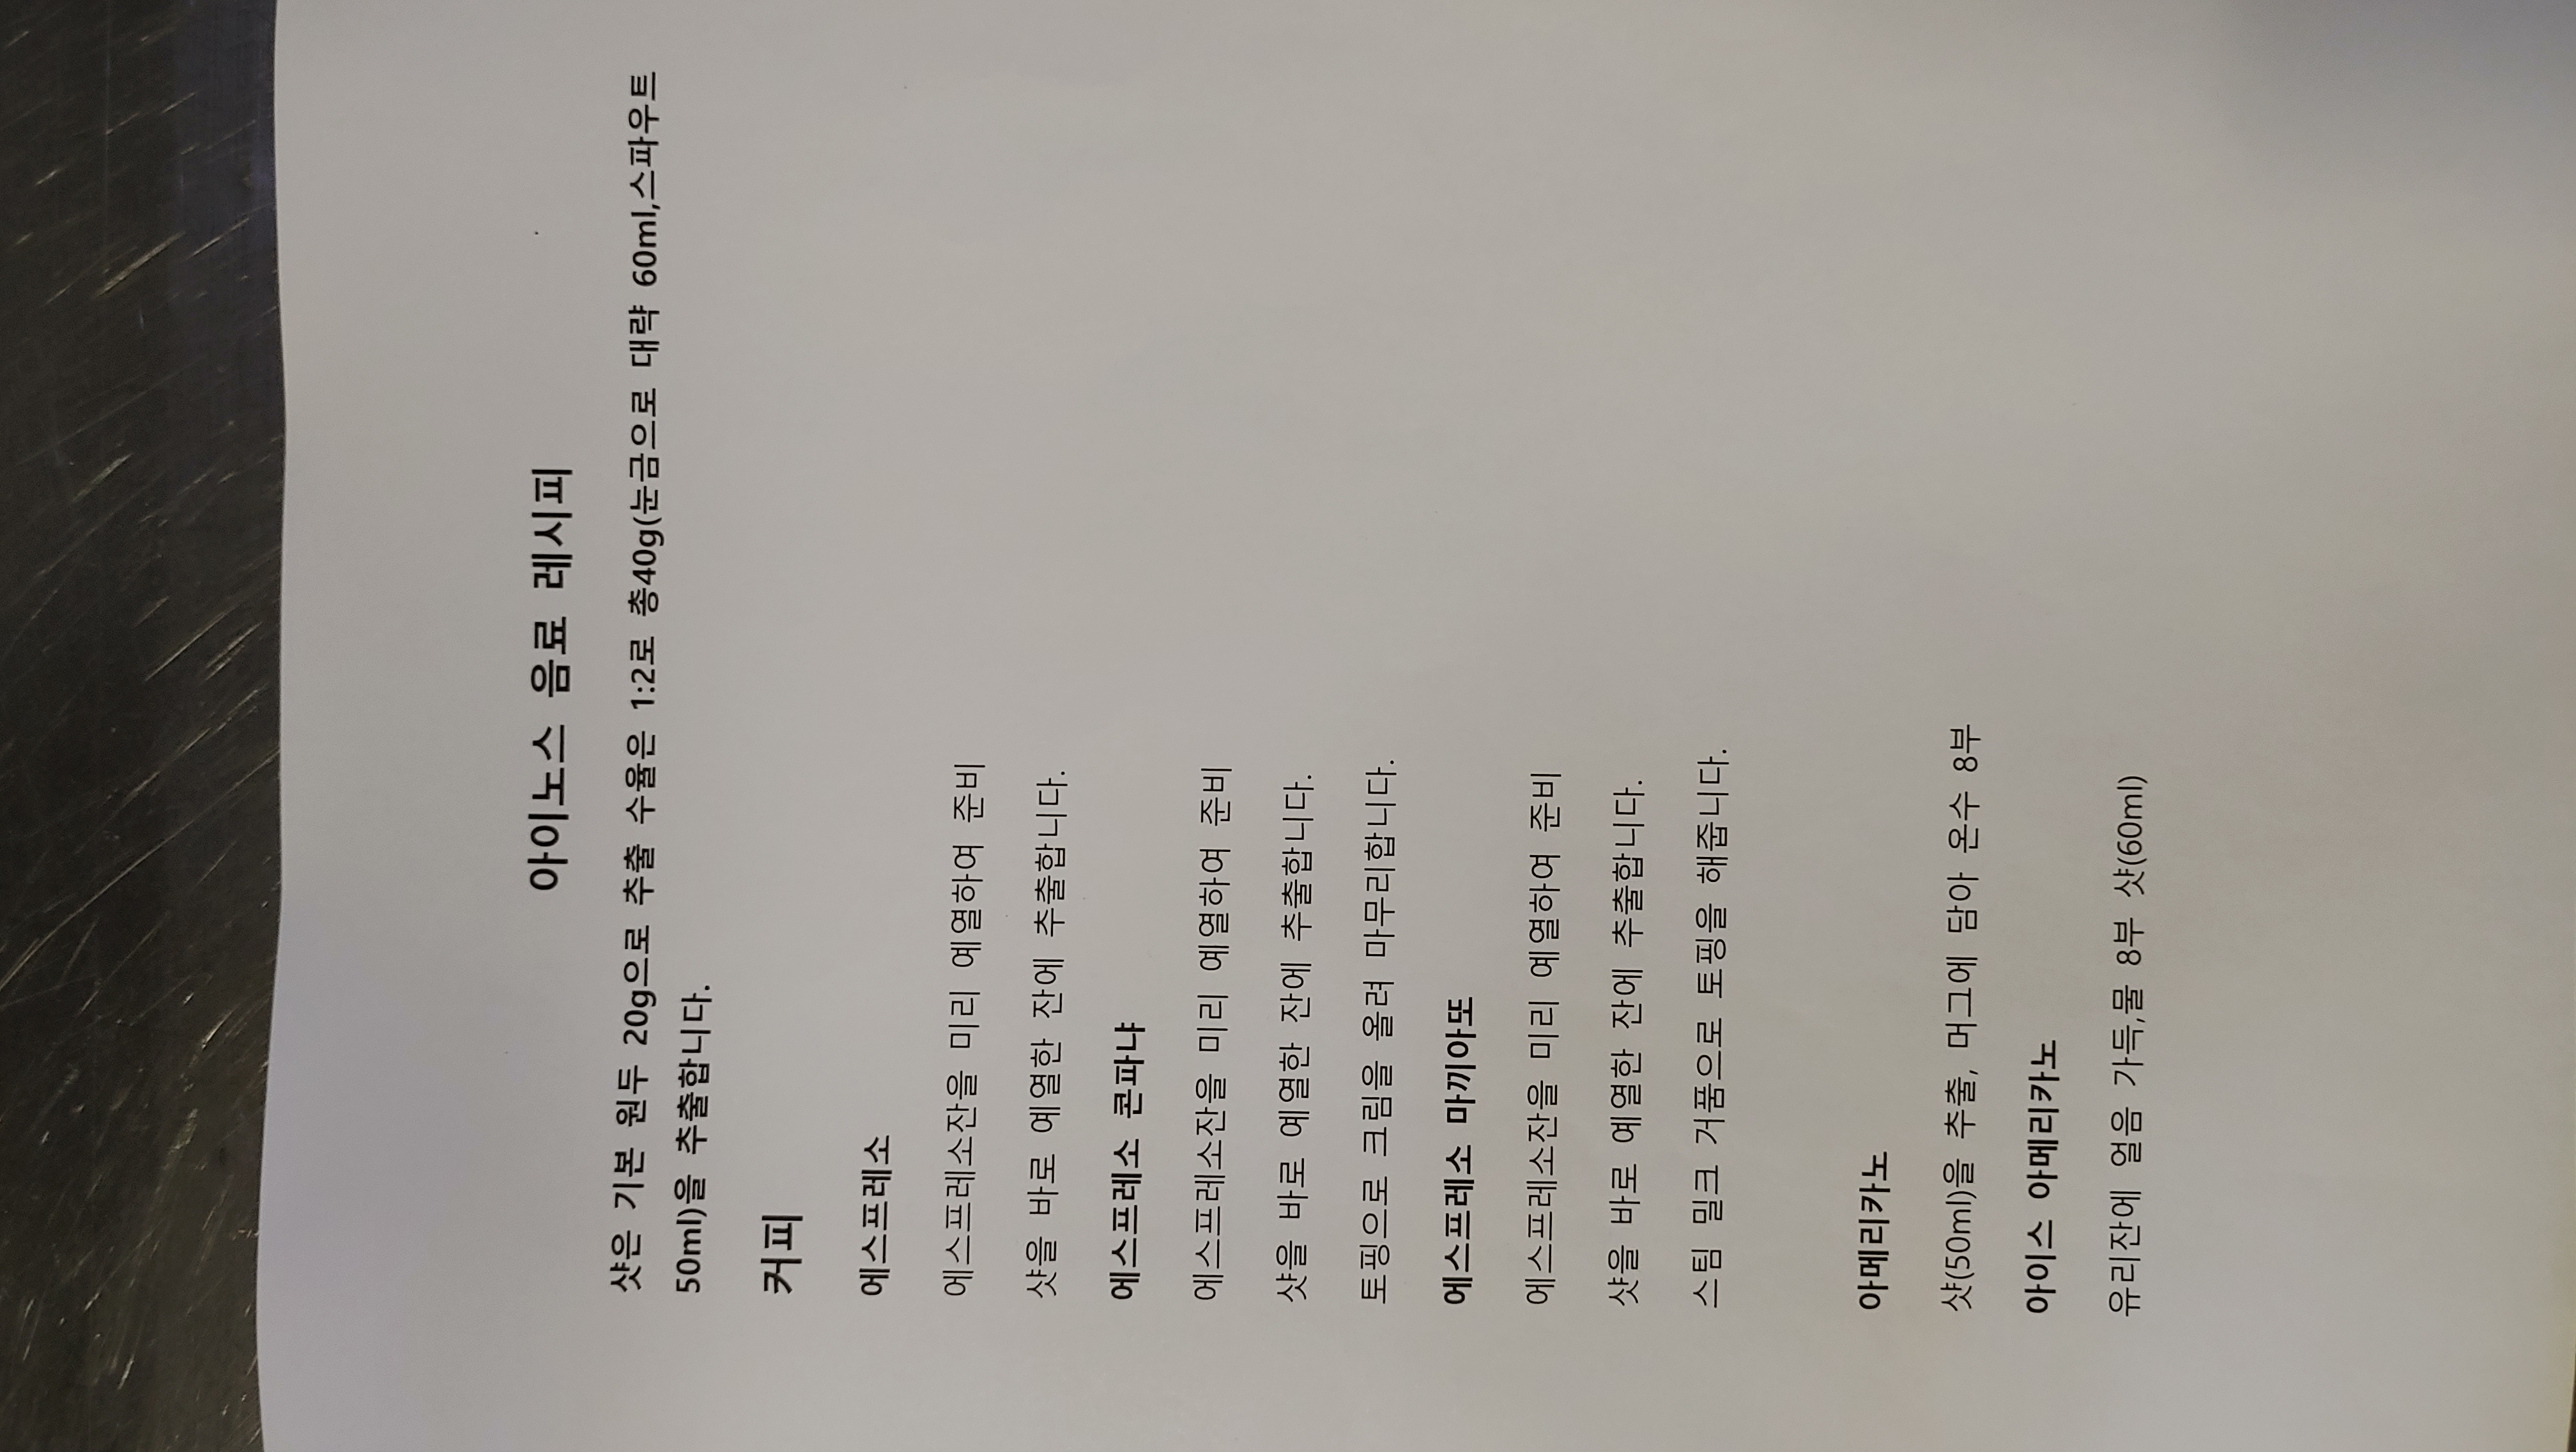 아이노스 음료 레시피
샷은 기본 원두 20g으로 추출 수율은 1:2로 총40g(눈금으로 대략 60ml,스파우트
50ml)을 추출합니다.
커피
에스프레소
에스프레소잔을 미리 예열하여 준비
샷을 바로 예열한 잔에 추출합니다.
에스프레소 콘파냐
에스프레소잔을 미리 예열하여 준비
샷을 바로 예열한 잔에 추출합니다.
토핑으로 크림을 올려 마무리합니다.
에스프레소 마끼아또
에스프레소잔을 미리 예열하여 준비
샷을 바로 예열한 잔에 추출합니다.
스팀 밀크 거품으로 토핑을 해줍니다.
아메리카노
샷(50ml)을 추출, 머그에 담아 온수 8부
아이스 아메리카노
유리잔에 얼음 가득,물 8부 샷(60ml)